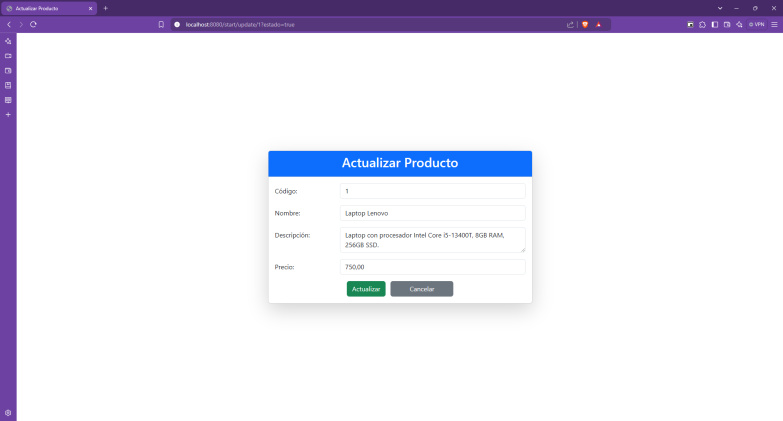 Actualizar Producto
localhost:8080/start/update/1?estado=true
VPN
Actualizar Producto
Código:
1
Nombre:
Laptop Lenovo
Descripción:
Laptop con procesador Intel Core i5-13400T, 8GB RAM,
256GB SSD.
Precio:
750,00
Actualizar
Cancelar